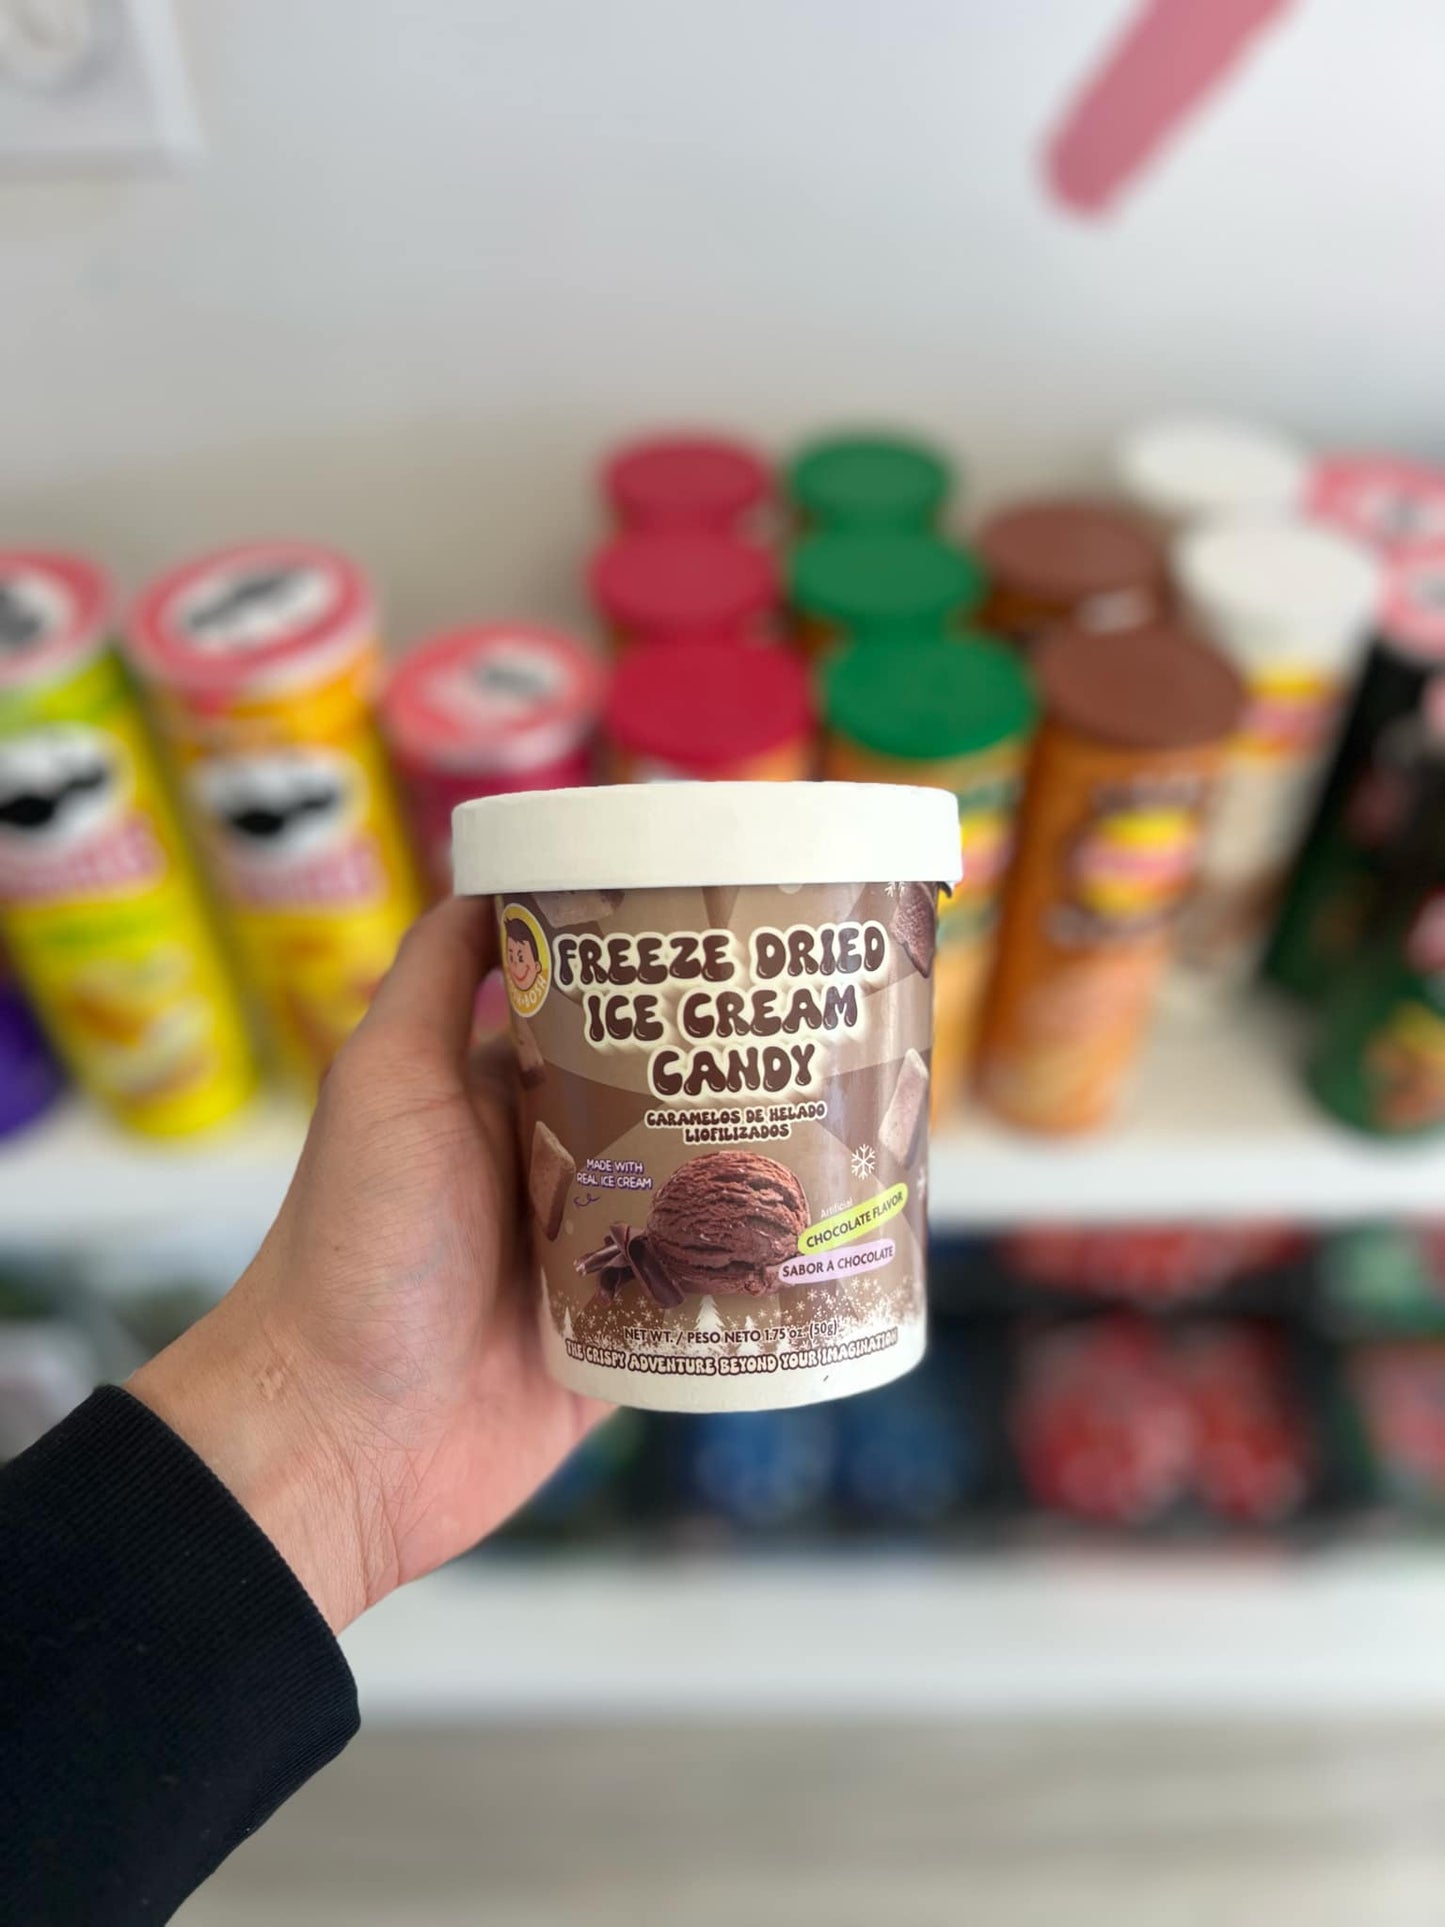 FREEZE DRIED
ICE CREAM
CANDY
CARAMELOS DE HELADO
LIOFILIZADOS
MADE WITH
REAL ICE CREAM
Artificial
CHOCOLATE FLAVOR
SABOR A CHOCOLATE
NET WT. / PESO NETO 1.75 oz. (50g)
THE CRISPY ADVENTURE BEYOND YOUR IMAGINATION